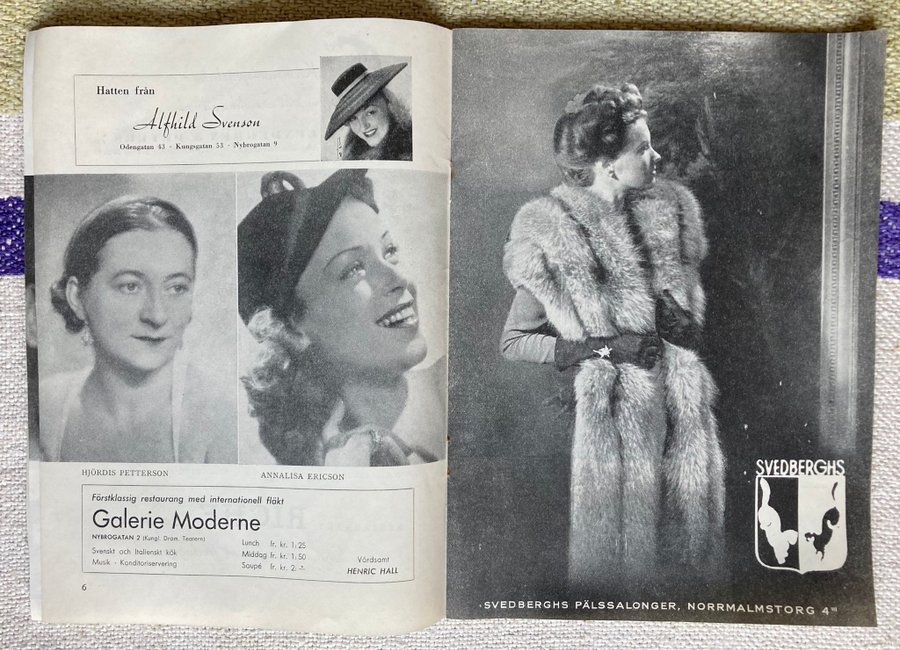 Hatten från
Alfhild Svenson
Odengatan 43 - Kungsgatan 53 - Nybrogatan 9
HJÖRDIS PETTERSON
ANNALISA ERICSON
Förstklassig restaurang med internationell fläkt
Galerie Moderne
NYBROGATAN 2 (Kungl. Dram. Teatern)
Svenskt och Italienskt kök
Musik - Konditoriservering
Lunch fr. kr. 1: 25
Middag fr. kr. 1: 50
Soupé fr. kr. 2: -
Värdsamt
HENRIC HALL
6
SVEDBERGHS
SVEDBERGHS PÄLSSALONGER, NORRMALMSTORG 4